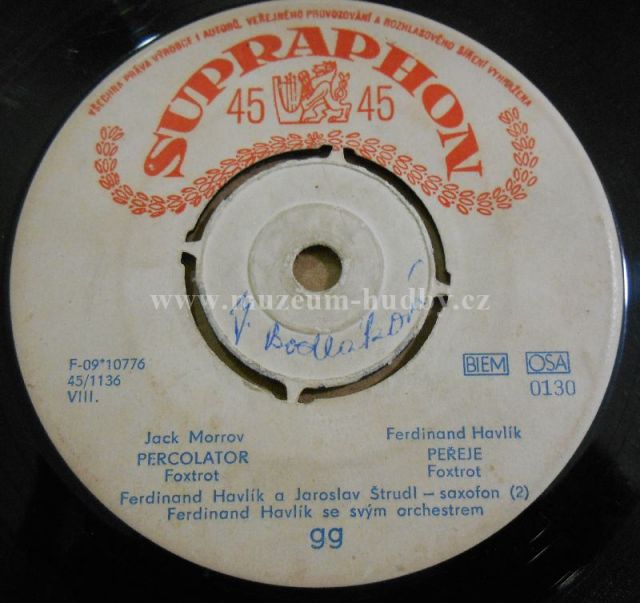 VŠECHNA PRÁVA VÝROBCE I AUTORŮ, VEŘEJNÉHO PROVOZOVÁNÍ A ROZHLASOVÉHO ŠÍŘENÍ VYHRAZENA
SUPRAPHON
45 45
www.muzeum-hudby.cz
F-09*10776
45/1136
VIII.
BIEM OSA
0130
Jack Morrov
PERCOLATOR
Foxtrot
Ferdinand Havlík
PEŘEJE
Foxtrot
Ferdinand Havlík a Jaroslav Štrudl – saxofon (2)
Ferdinand Havlík se svým orchestrem
gg